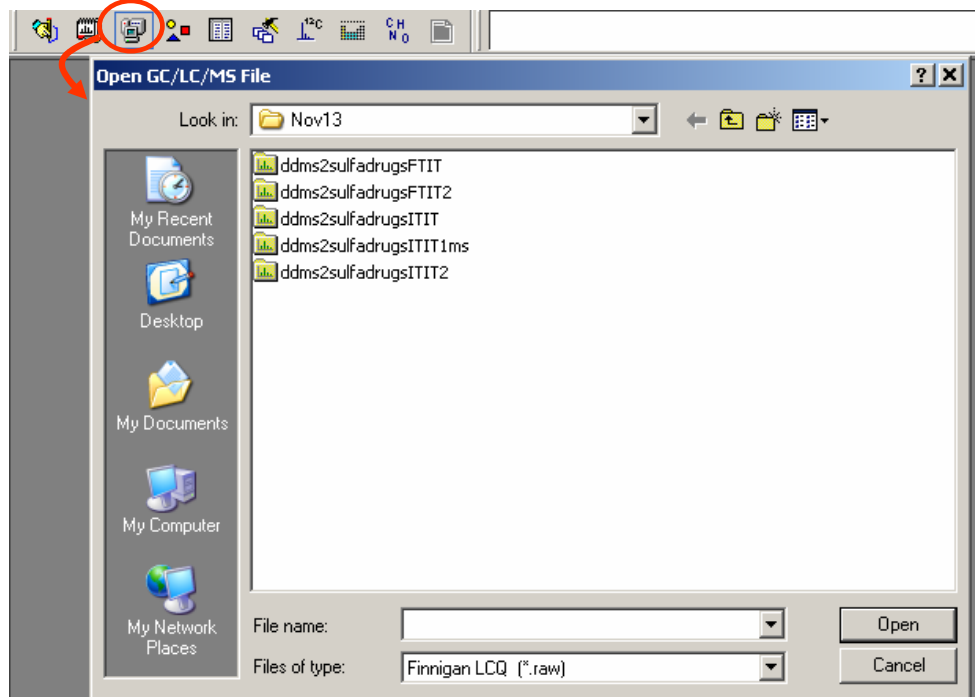 12C
C H
N O
Open GC/LC/MS File
Look in:
Nov13
ddms2sulfadrugsFTIT
ddms2sulfadrugsFTIT2
ddms2sulfadrugsITIT
ddms2sulfadrugsITIT1ms
ddms2sulfadrugsITIT2
My Recent
Documents
Desktop
My Documents
My Computer
My Network
Places
File name:
Open
Files of type:
Finnigan LCQ (*.raw)
Cancel